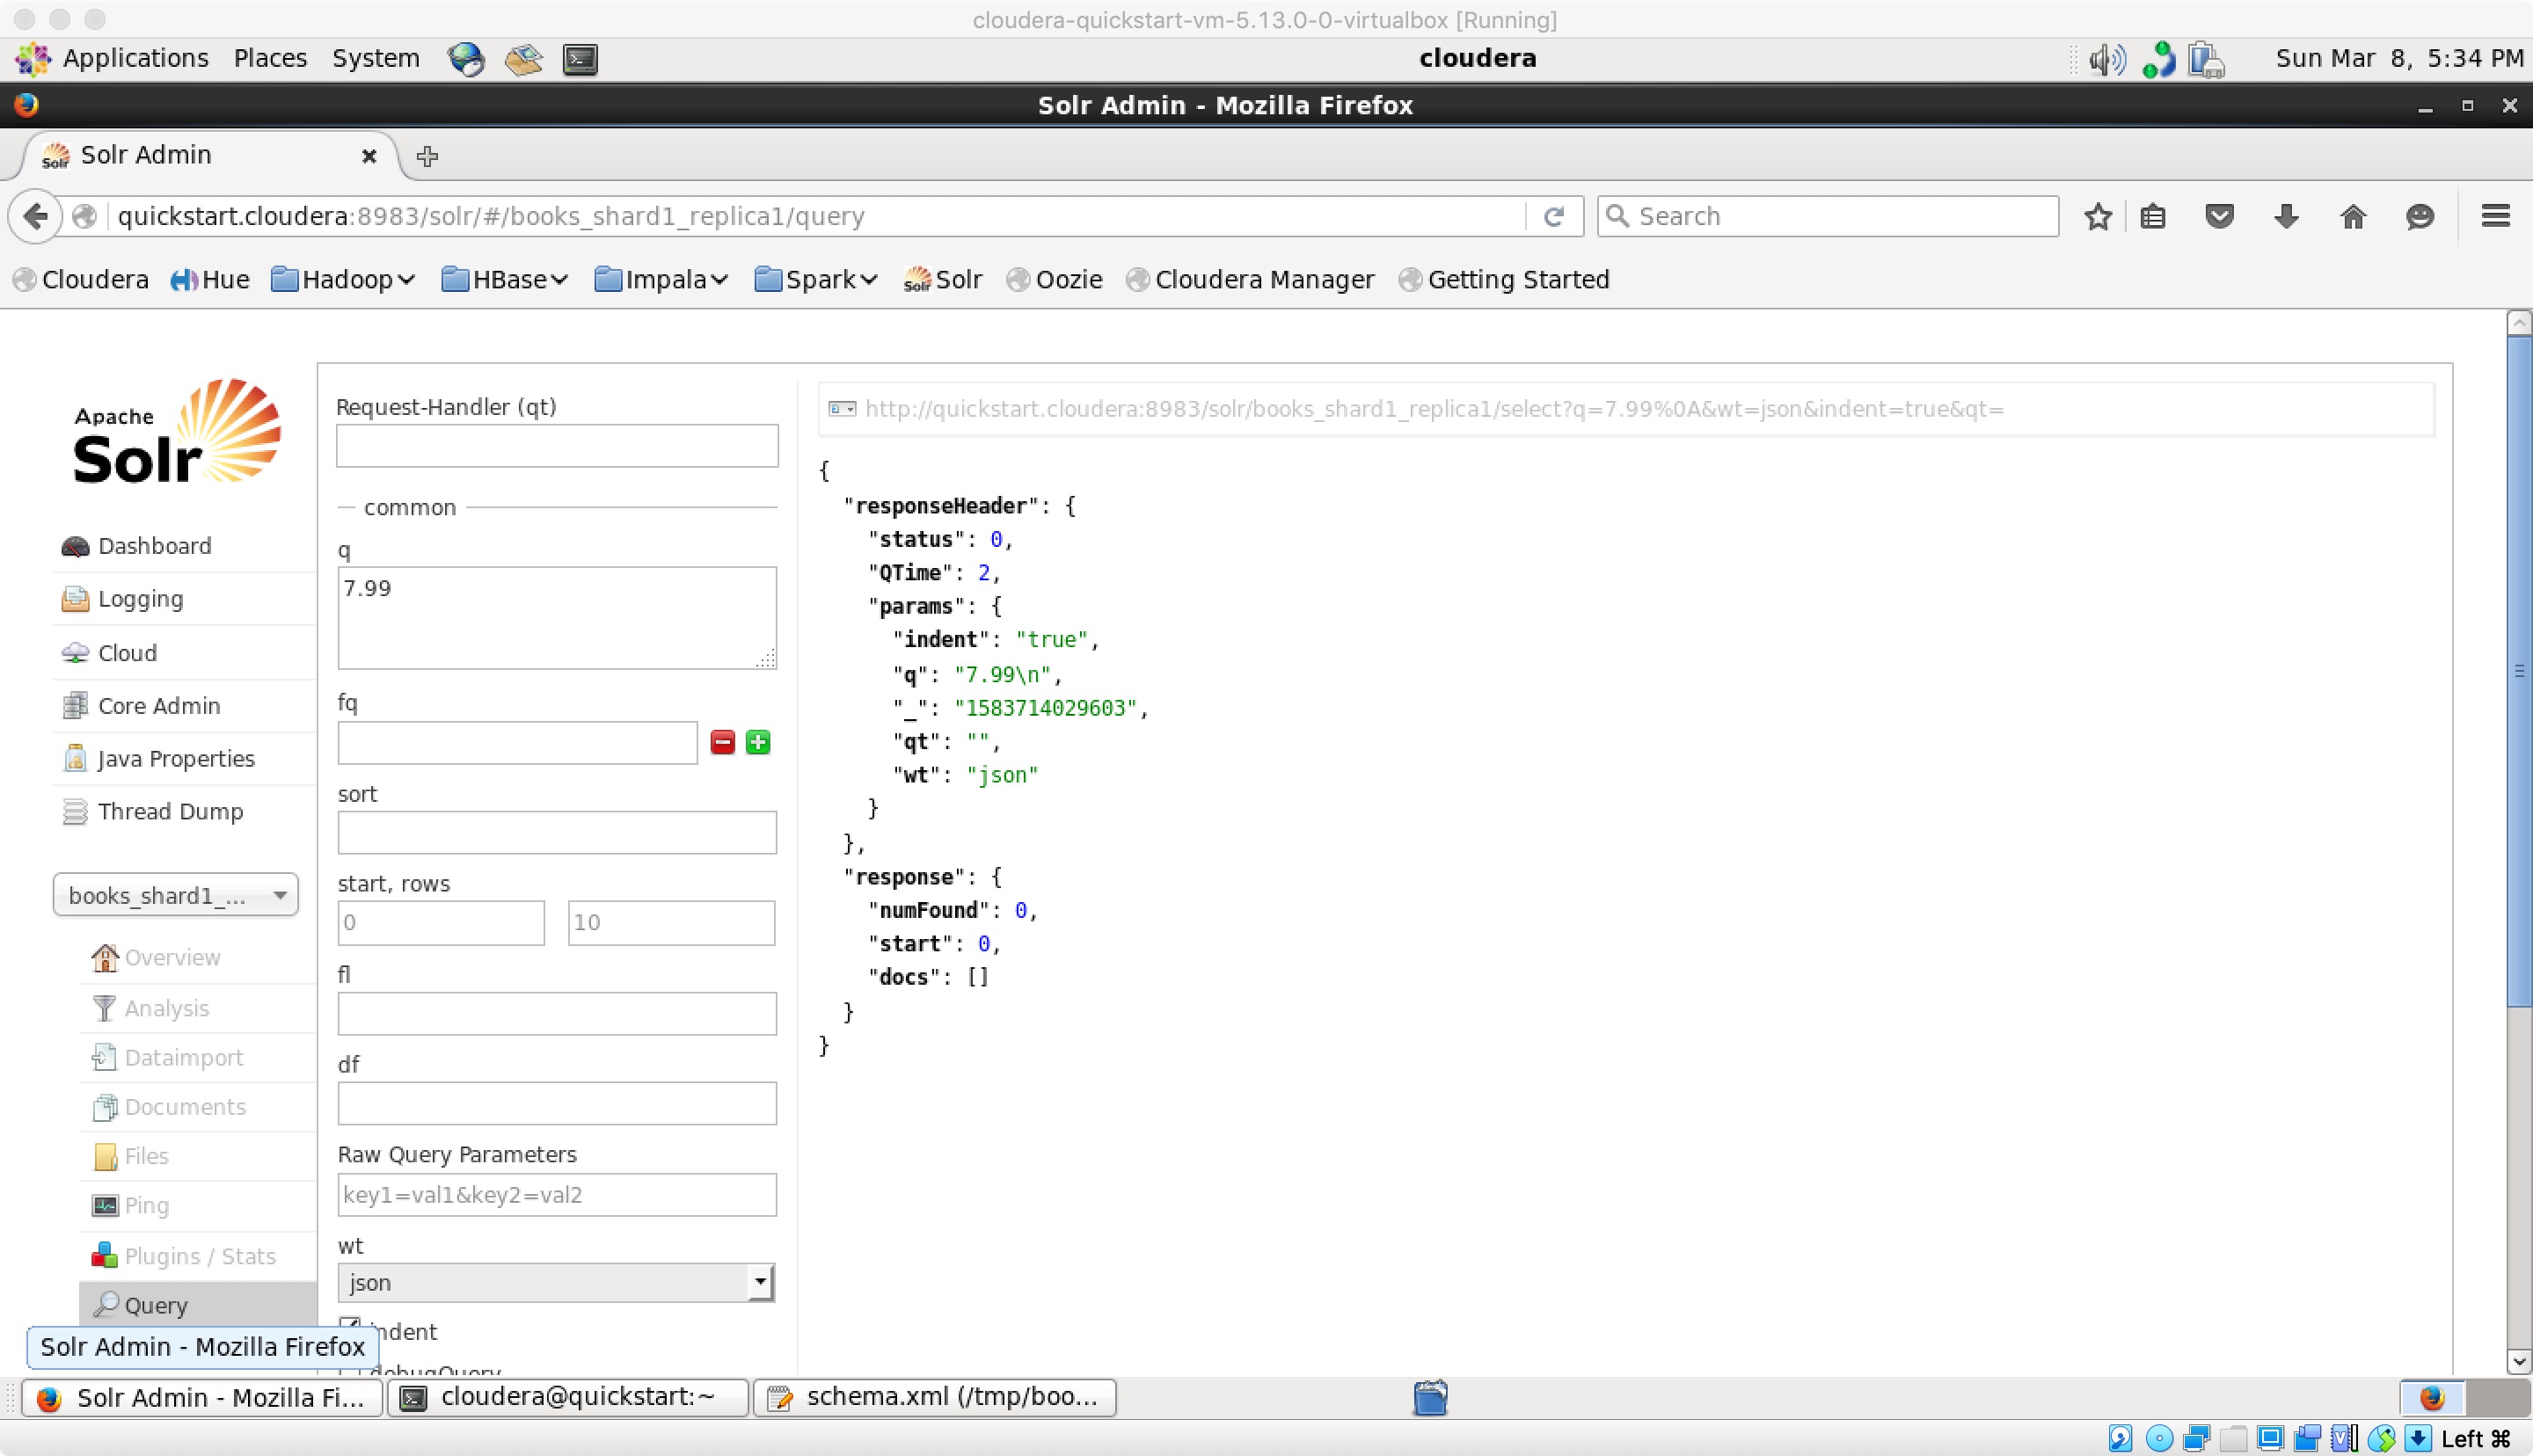 cloudera-quickstart-vm-5.13.0-0-virtualbox [Running]
Applications Places System cloudera Sun Mar 8, 5:34 PM
Solr Admin - Mozilla Firefox
Solr Admin
quickstart.cloudera:8983/solr/#/books_shard1_replica1/query Search
Cloudera Hue Hadoop HBase Impala Spark Solr Oozie Cloudera Manager Getting Started
Apache
Solr
Dashboard
Logging
Cloud
Core Admin
Java Properties
Thread Dump
books_shard1_...
Overview
Analysis
Dataimport
Documents
Files
Ping
Plugins / Stats
Query
Solr Admin - Mozilla Firefox
Request-Handler (qt)
common
q
7.99
fq
sort
start, rows
0 10
fl
df
Raw Query Parameters
key1=val1&key2=val2
wt
json
indent
debugQuery
http://quickstart.cloudera:8983/solr/books_shard1_replica1/select?q=7.99%0A&wt=json&indent=true&qt=
{
"responseHeader": {
"status": 0,
"QTime": 2,
"params": {
"indent": "true",
"q": "7.99\n",
"_": "1583714029603",
"qt": "",
"wt": "json"
}
},
"response": {
"numFound": 0,
"start": 0,
"docs": []
}
}
Solr Admin - Mozilla Fi... cloudera@quickstart:~ schema.xml (/tmp/boo...
Left ⌘